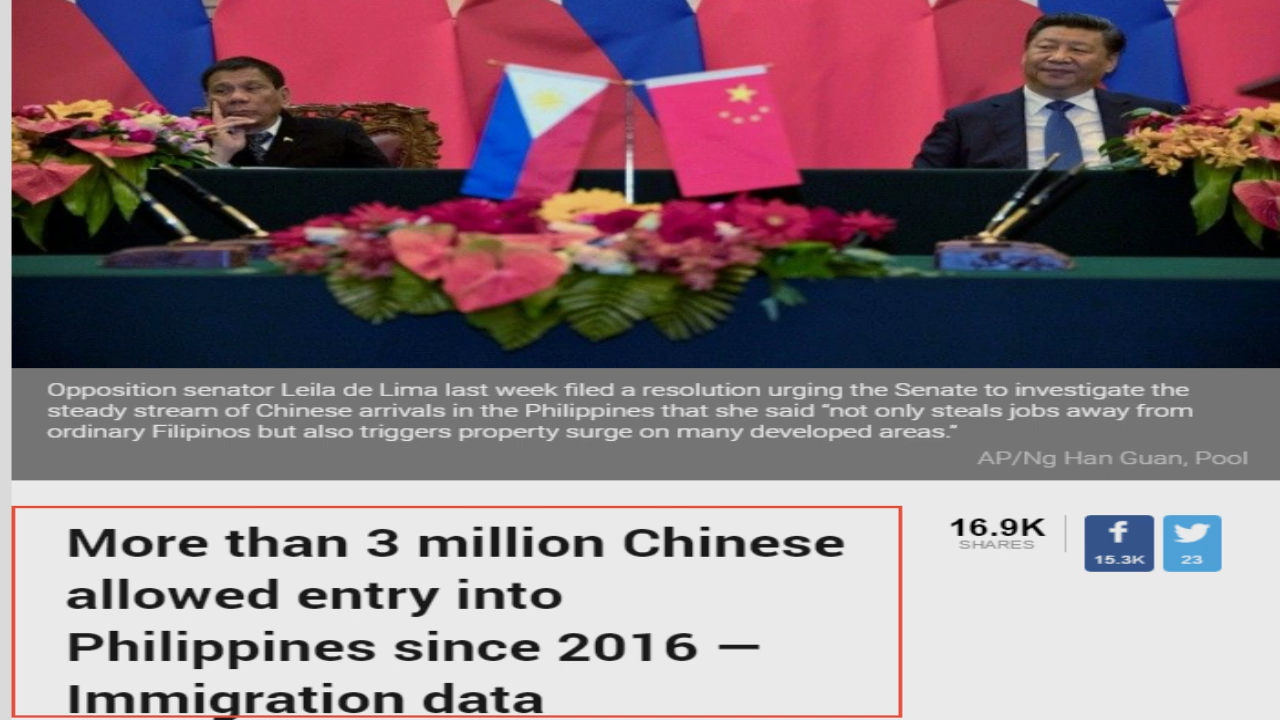 Opposition senator Leila de Lima last week filed a resolution urging the Senate to investigate the
steady stream of Chinese arrivals in the Philippines that she said "not only steals jobs away from
ordinary Filipinos but also triggers property surge on many developed areas."
AP/Ng Han Guan, Pool
More than 3 million Chinese
allowed entry into
Philippines since 2016 —
Immigration data
16.9K
SHARES
15.3K
23